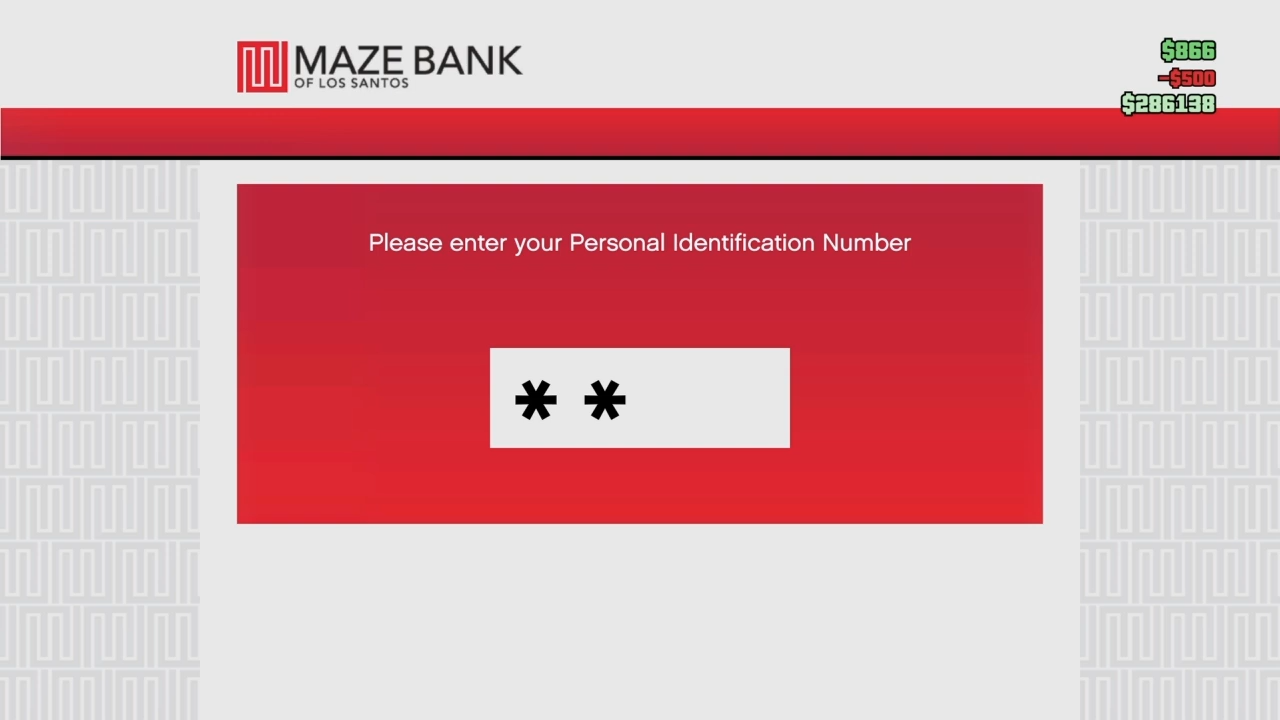 MAZE BANK
OF LOS SANTOS
$866
-$500
$286138
Please enter your Personal Identification Number
* *